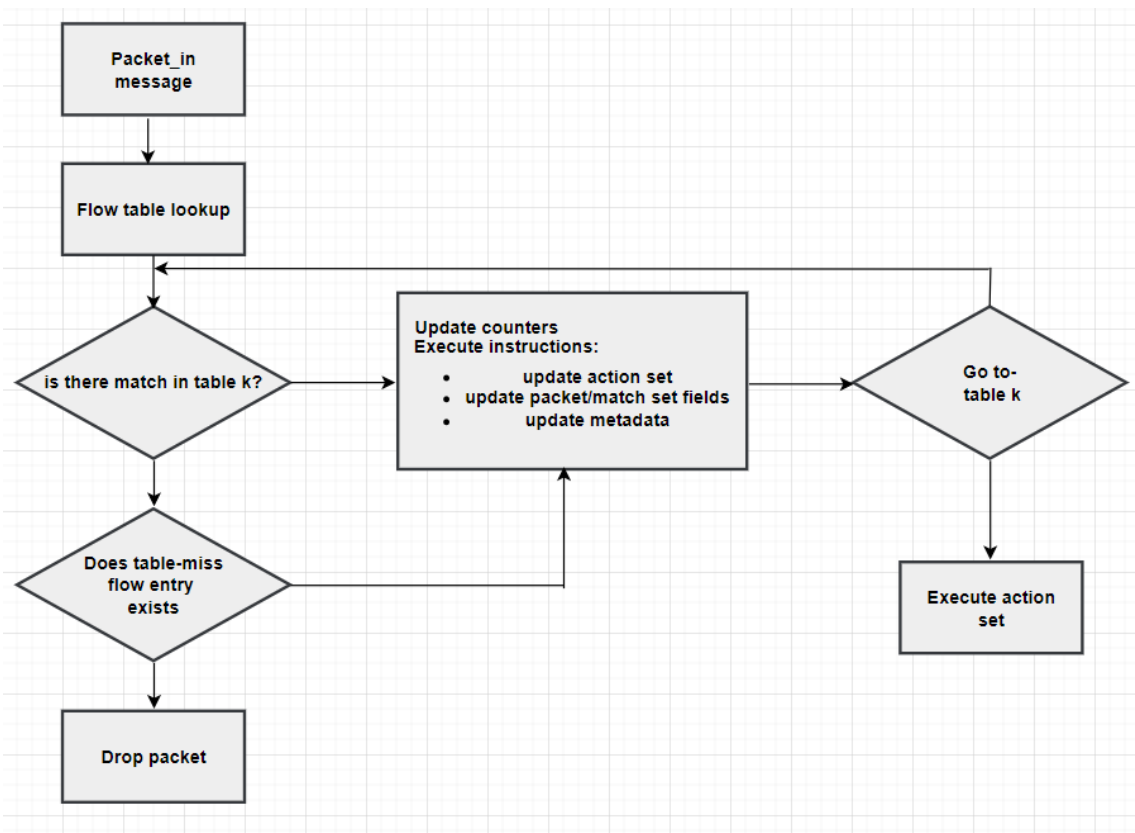 Packet_in
message
Flow table lookup
is there match in table k?
Update counters
Execute instructions:
• update action set
• update packet/match set fields
• update metadata
Go to-
table k
Does table-miss
flow entry
exists
Execute action
set
Drop packet